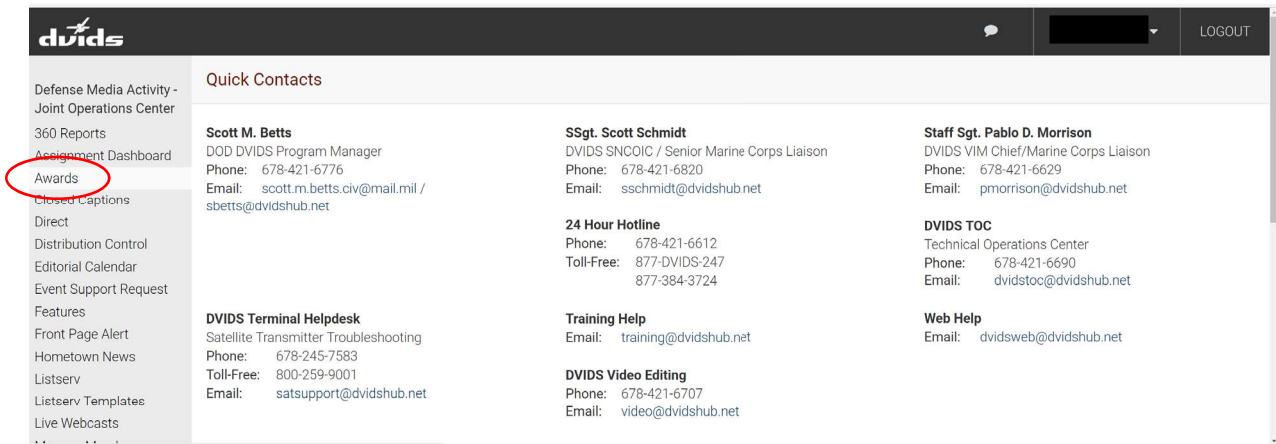 dvids
LOGOUT
Defense Media Activity -
Joint Operations Center
360 Reports
Assignment Dashboard
Awards
Closed Captions
Direct
Distribution Control
Editorial Calendar
Event Support Request
Features
Front Page Alert
Hometown News
Listserv
Listserv Templates
Live Webcasts
Quick Contacts
Scott M. Betts
DOD DVIDS Program Manager
Phone: 678-421-6776
Email: scott.m.betts.civ@mail.mil /
sbetts@dvidshub.net
SSgt. Scott Schmidt
DVIDS SNCOIC / Senior Marine Corps Liaison
Phone: 678-421-6820
Email: sschmidt@dvidshub.net
Staff Sgt. Pablo D. Morrison
DVIDS VIM Chief/Marine Corps Liaison
Phone: 678-421-6629
Email: pmorrison@dvidshub.net
24 Hour Hotline
Phone: 678-421-6612
Toll-Free: 877-DVIDS-247
877-384-3724
DVIDS TOC
Technical Operations Center
Phone: 678-421-6690
Email: dvidstoc@dvidshub.net
DVIDS Terminal Helpdesk
Satellite Transmitter Troubleshooting
Phone: 678-245-7583
Toll-Free: 800-259-9001
Email: satsupport@dvidshub.net
Training Help
Email: training@dvidshub.net
Web Help
Email: dvidsweb@dvidshub.net
DVIDS Video Editing
Phone: 678-421-6707
Email: video@dvidshub.net